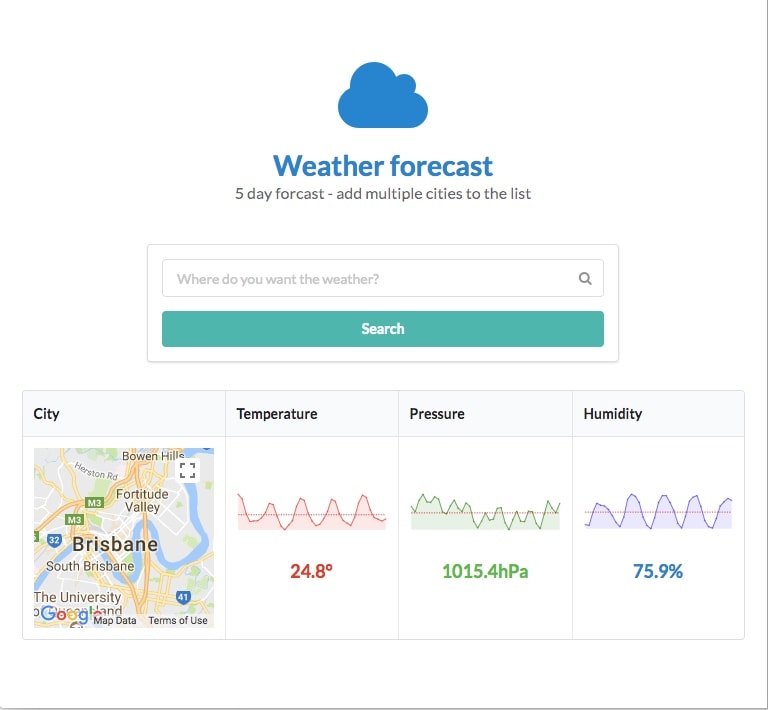 Weather forecast
5 day forcast - add multiple cities to the list
Where do you want the weather?
Search
City Temperature Pressure Humidity
Bowen Hills
Herston Rd
M3
Fortitude
Valley
M3
32
Brisbane
South Brisbane
The University
41
Google
Map Data Terms of Use
24.8° 1015.4hPa 75.9%